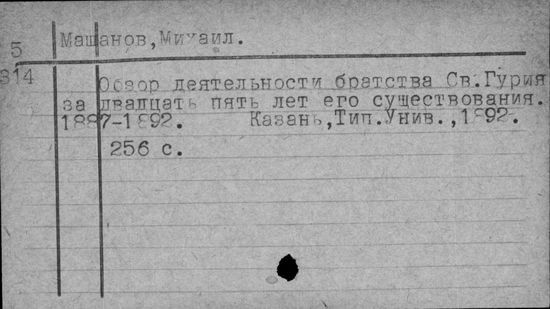 Машанов,Михаил.
5
314
Обзор деятельности братства Св.Гурия
за двадцать пять лет его существования.
1887-1892. Казань,Тип.Унив.,1892.
256 с.